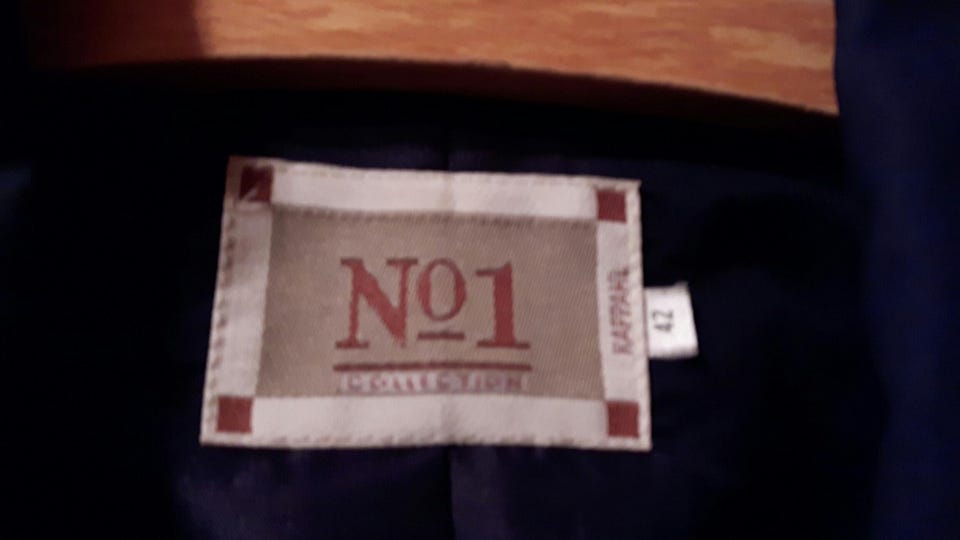 No1
COLLECTION
KAPPAHL
42